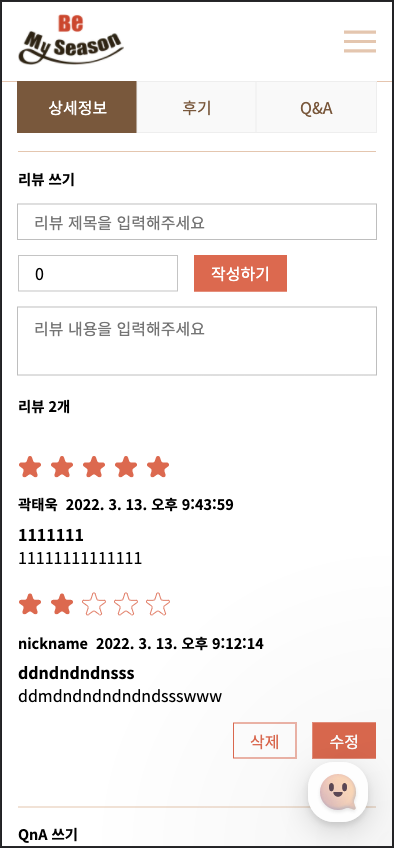 Be
My Season
상세정보
후기
Q&A
리뷰 쓰기
리뷰 제목을 입력해주세요
0
작성하기
리뷰 내용을 입력해주세요
리뷰 2개
곽태욱 2022. 3. 13. 오후 9:43:59
1111111
11111111111111
nickname 2022. 3. 13. 오후 9:12:14
ddndndndnsss
ddmdndndndndndssswww
삭제
수정
QnA 쓰기